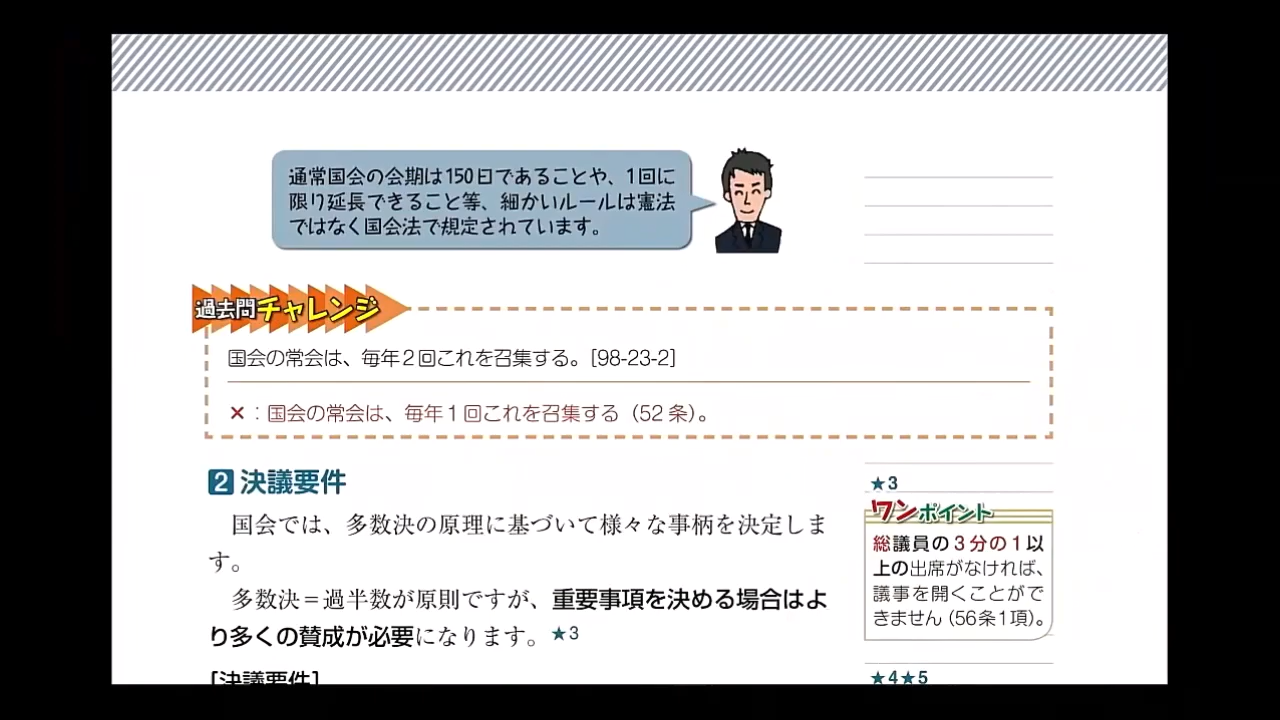 通常国会の会期は150日であることや、1回に
限り延長できること等、細かいルールは憲法
ではなく国会法で規定されています。
過去問チャレンジ
国会の常会は、毎年2回これを召集する。[98-23-2]
×：国会の常会は、毎年1回これを召集する（52条）。
2 決議要件
国会では、多数決の原理に基づいて様々な事柄を決定しま
す。
多数決＝過半数が原則ですが、重要事項を決める場合はよ
り多くの賛成が必要になります。★3
[決議要件]
★3
ワンポイント
総議員の3分の1以
上の出席がなければ、
議事を開くことがで
きません（56条1項）。
★4★5